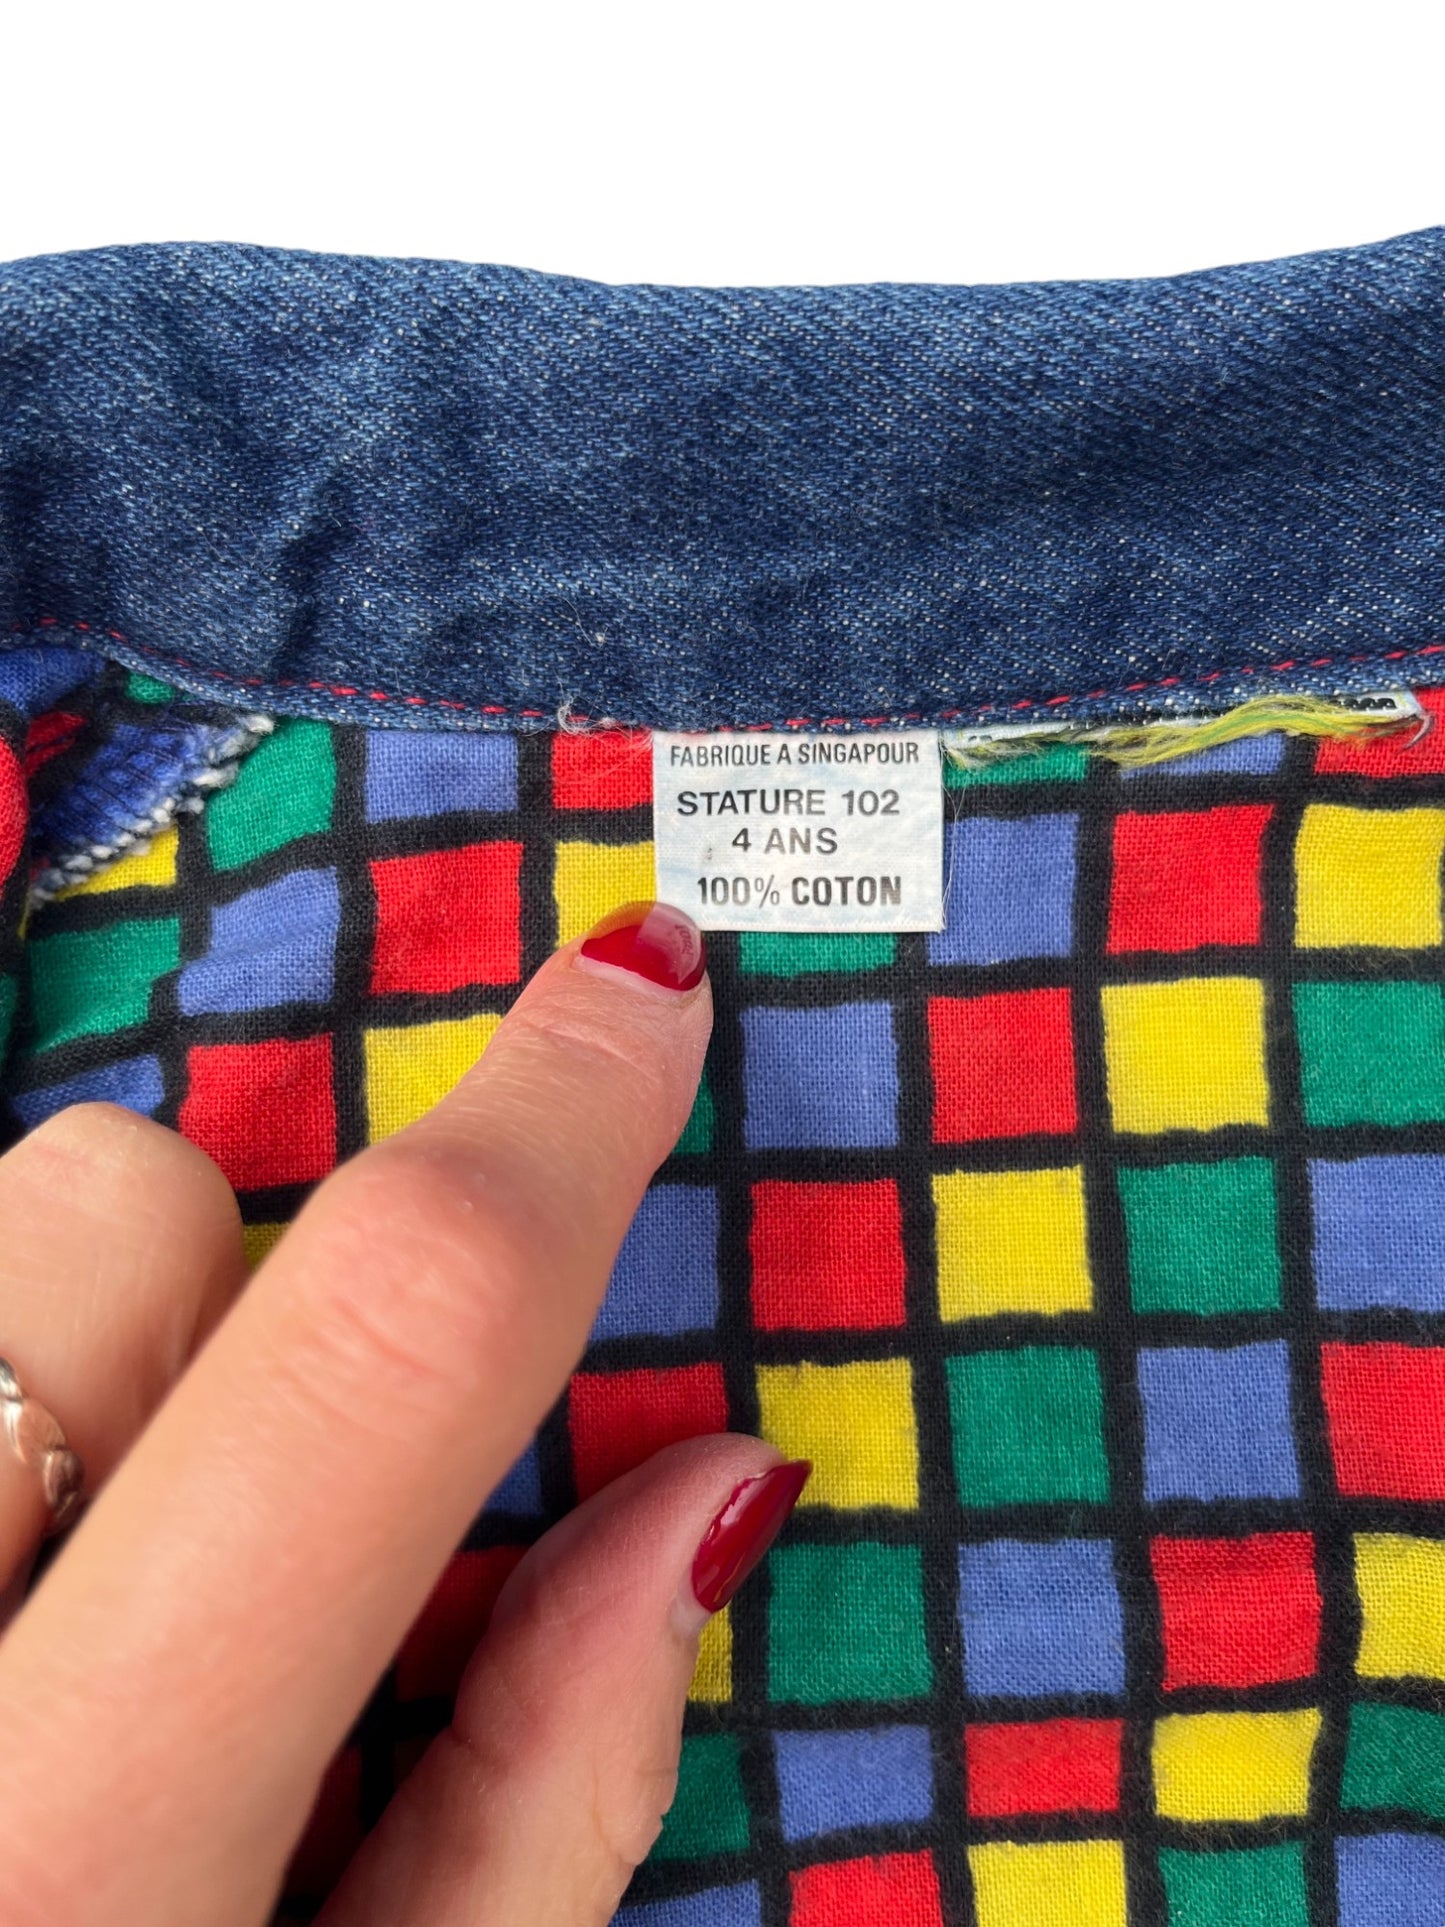 FABRIQUE A SINGAPOUR
STATURE 102
4 ANS
100% COTON